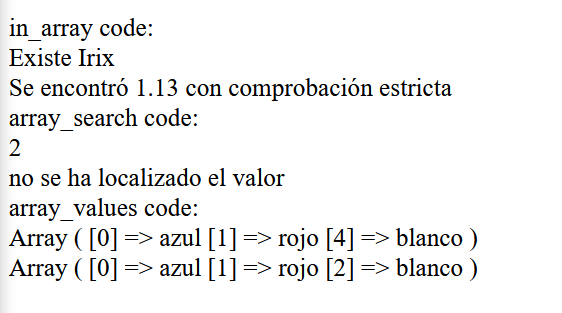 in_array code:
Existe Irix
Se encontró 1.13 con comprobación estricta
array_search code:
2
no se ha localizado el valor
array_values code:
Array ( [0] => azul [1] => rojo [4] => blanco )
Array ( [0] => azul [1] => rojo [2] => blanco )